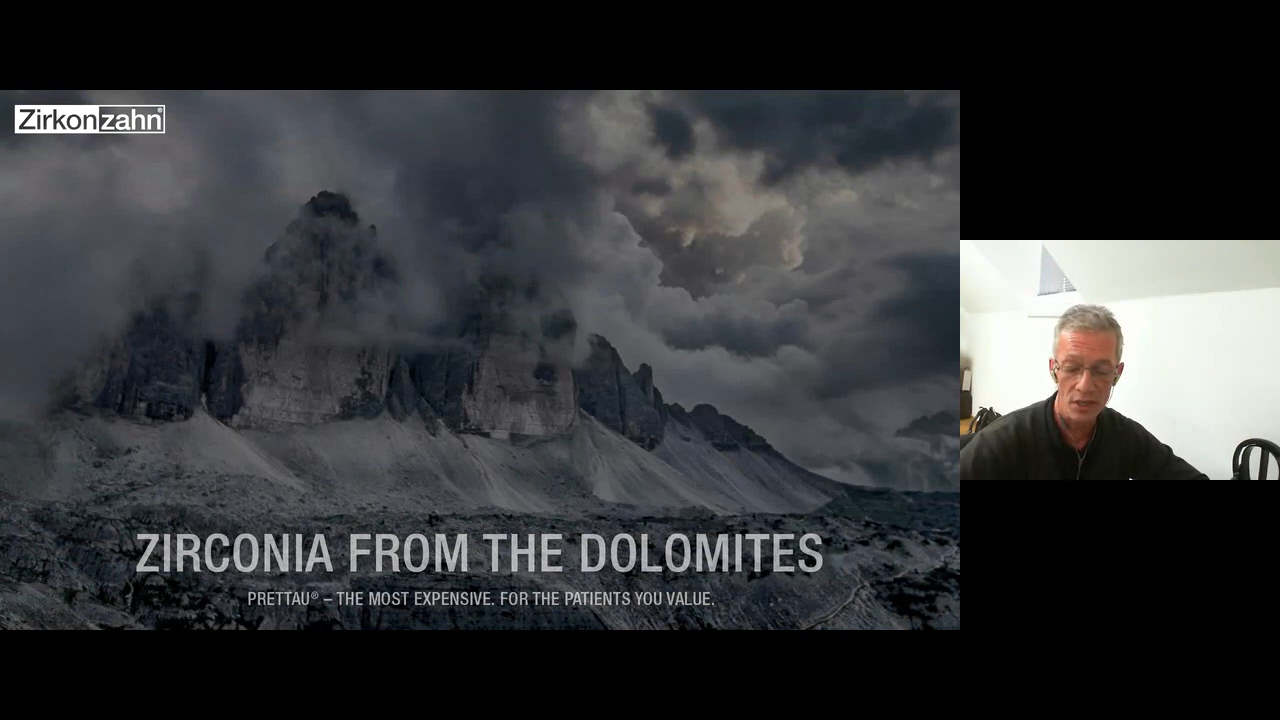 Zirkonzahn®
ZIRCONIA FROM THE DOLOMITES
PRETTAU® – THE MOST EXPENSIVE. FOR THE PATIENTS YOU VALUE.